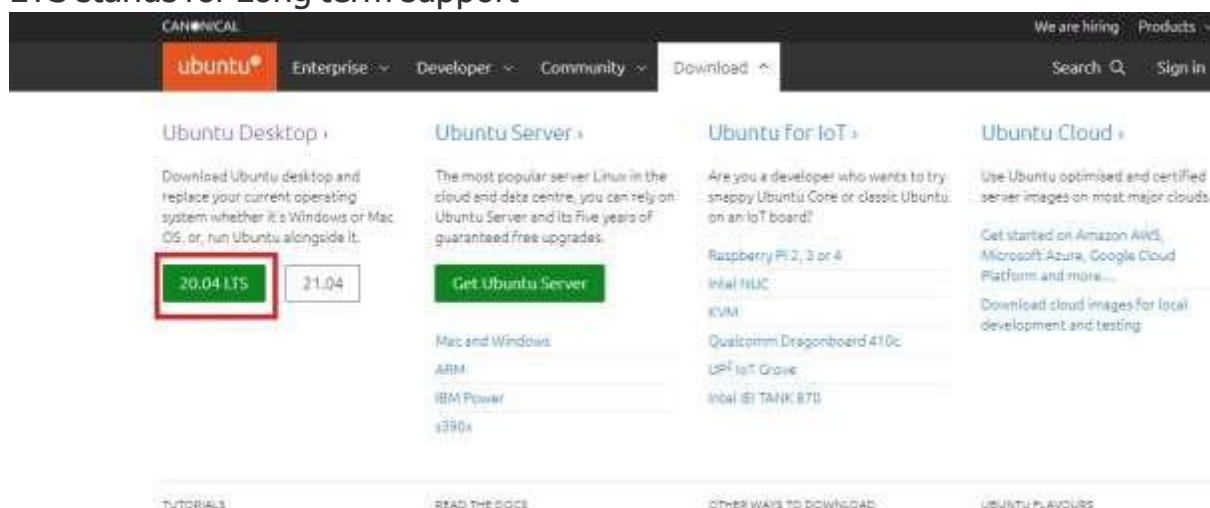 LTS stands for Long term support
CANONICAL
We are hiring Products
ubuntu Enterprise Developer Community Download Search Sign in
Ubuntu Desktop ›
Download Ubuntu desktop and
replace your current operating
system whether it's Windows or Mac
OS, or, run Ubuntu alongside it.
20.04 LTS 21.04
Ubuntu Server ›
The most popular server Linux in the
cloud and data centre, you can rely on
Ubuntu Server and its five years of
guaranteed free upgrades.
Get Ubuntu Server
Mac and Windows
ARM
IBM Power
s390x
Ubuntu for IoT ›
Are you a developer who wants to try
snappy Ubuntu Core or classic Ubuntu
on an IoT board?
Raspberry Pi 2, 3 or 4
Intel NUC
KVM
Qualcomm Dragonboard 410c
UP² IoT Grove
Intel IEI TANK 870
Ubuntu Cloud ›
Use Ubuntu optimised and certified
server images on most major clouds.
Get started on Amazon AWS,
Microsoft Azure, Google Cloud
Platform and more...
Download cloud images for local
development and testing
TUTORIALS READ THE DOCS OTHER WAYS TO DOWNLOAD UBUNTU FLAVOURS